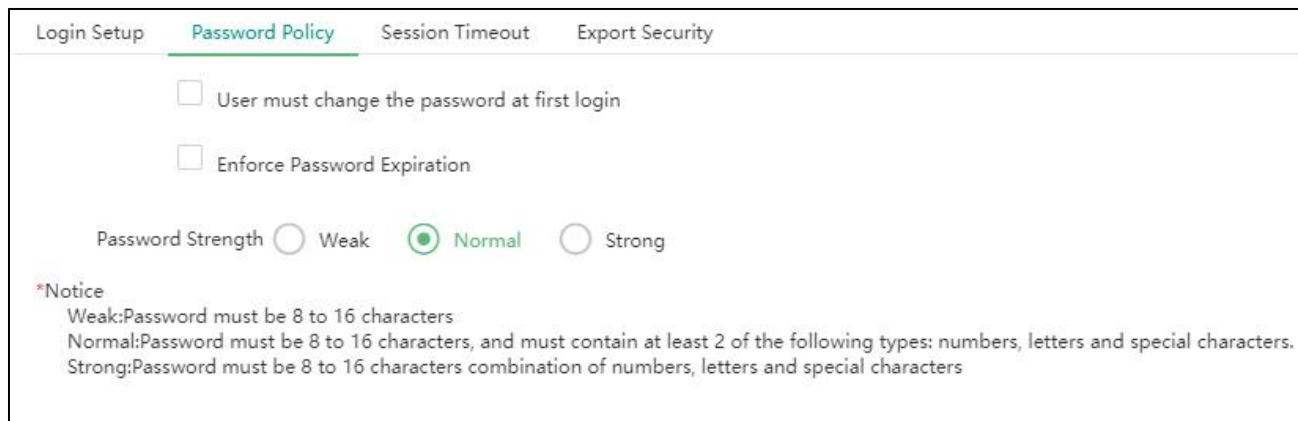 Login Setup Password Policy Session Timeout Export Security
User must change the password at first login
Enforce Password Expiration
Password Strength Weak Normal Strong
*Notice
Weak:Password must be 8 to 16 characters
Normal:Password must be 8 to 16 characters, and must contain at least 2 of the following types: numbers, letters and special characters.
Strong:Password must be 8 to 16 characters combination of numbers, letters and special characters